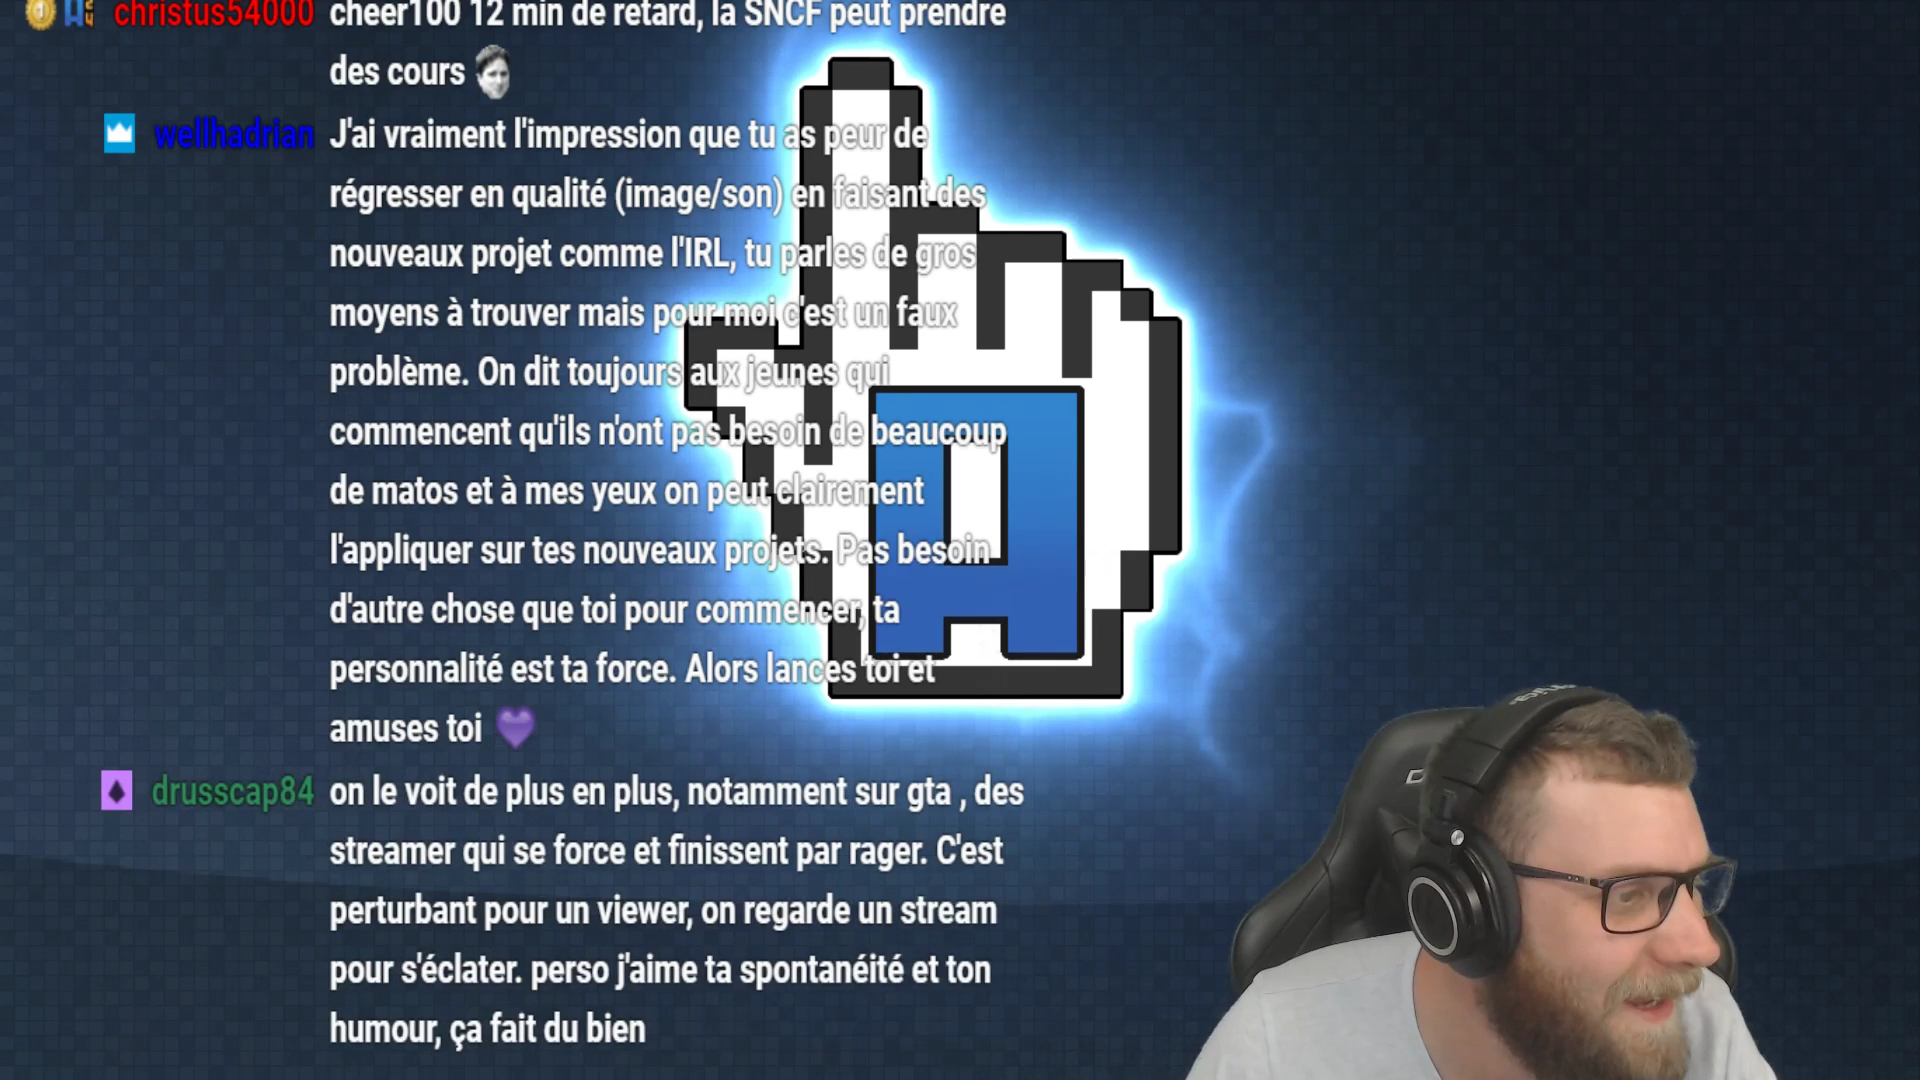 christus54000 cheer100 12 min de retard, la SNCF peut prendre
des cours
wellhadrian J'ai vraiment l'impression que tu as peur de
régresser en qualité (image/son) en faisant des
nouveaux projet comme l'IRL, tu parles de gros
moyens à trouver mais pour moi c'est un faux
problème. On dit toujours aux jeunes qui
commencent qu'ils n'ont pas besoin de beaucoup
de matos et à mes yeux on peut clairement
l'appliquer sur tes nouveaux projets. Pas besoin
d'autre chose que toi pour commencer, ta
personnalité est ta force. Alors lances toi et
amuses toi
drusscap84 on le voit de plus en plus, notamment sur gta , des
streamer qui se force et finissent par rager. C'est
perturbant pour un viewer, on regarde un stream
pour s'éclater. perso j'aime ta spontanéité et ton
humour, ça fait du bien